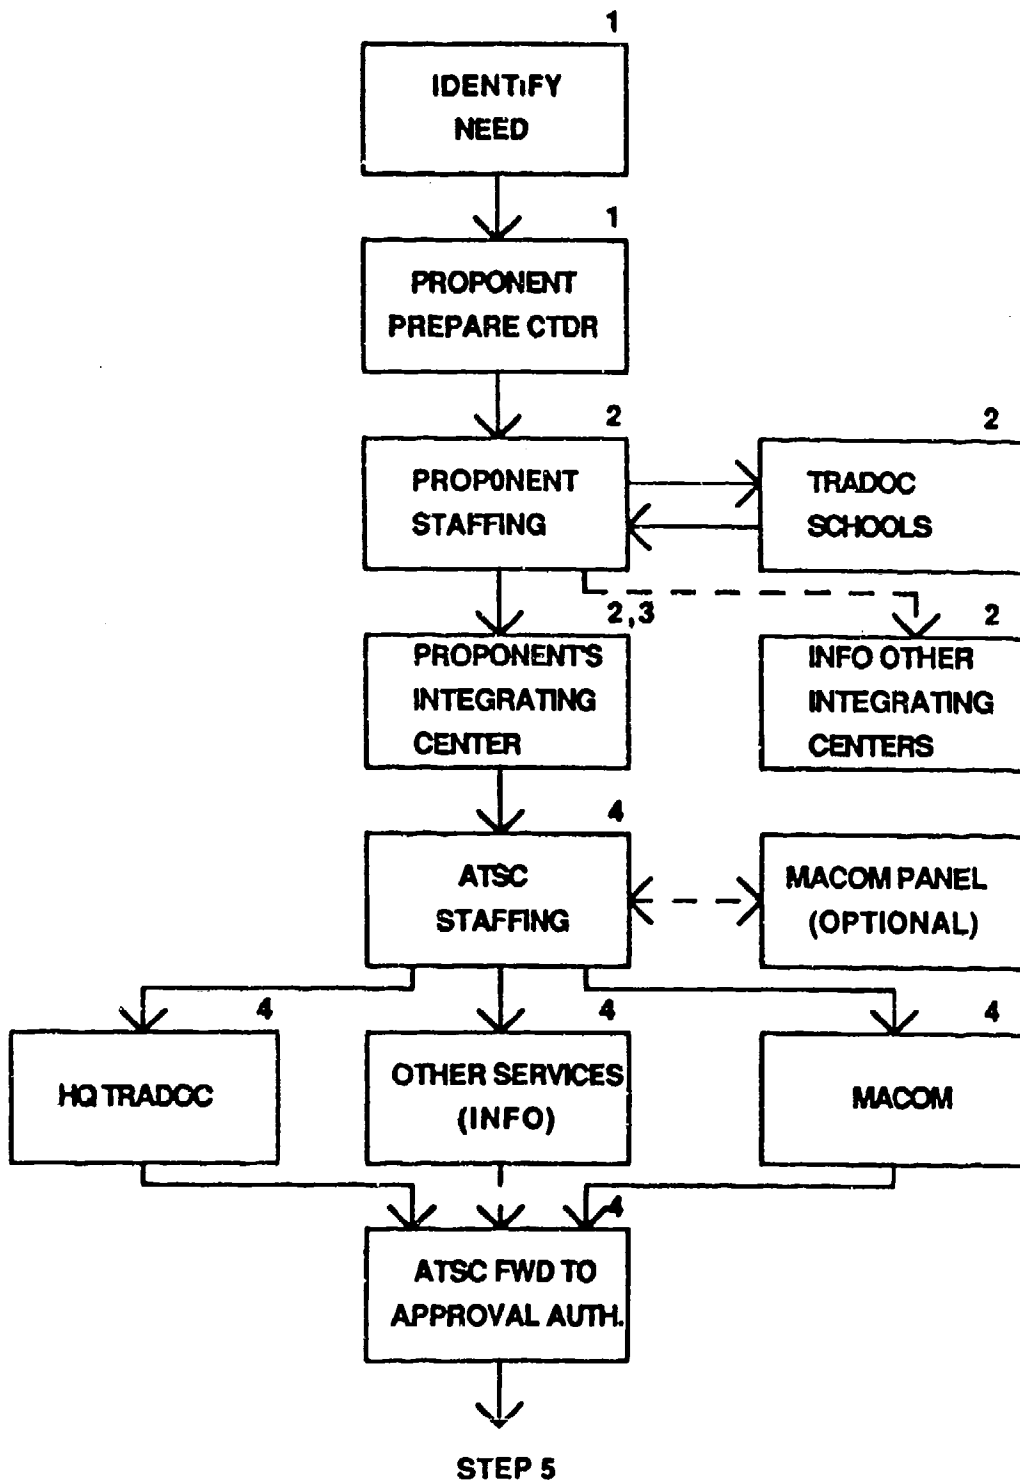 1
IDENTIFY
NEED
1
PROPONENT
PREPARE CTDR
2
PROPONENT
STAFFING
2
TRADOC
SCHOOLS
2,3
PROPONENT'S
INTEGRATING
CENTER
2
INFO OTHER
INTEGRATING
CENTERS
4
ATSC
STAFFING
MACOM PANEL
(OPTIONAL)
4
HQ TRADOC
4
OTHER SERVICES
(INFO)
4
MACOM
4
ATSC FWD TO
APPROVAL AUTH.
STEP 5